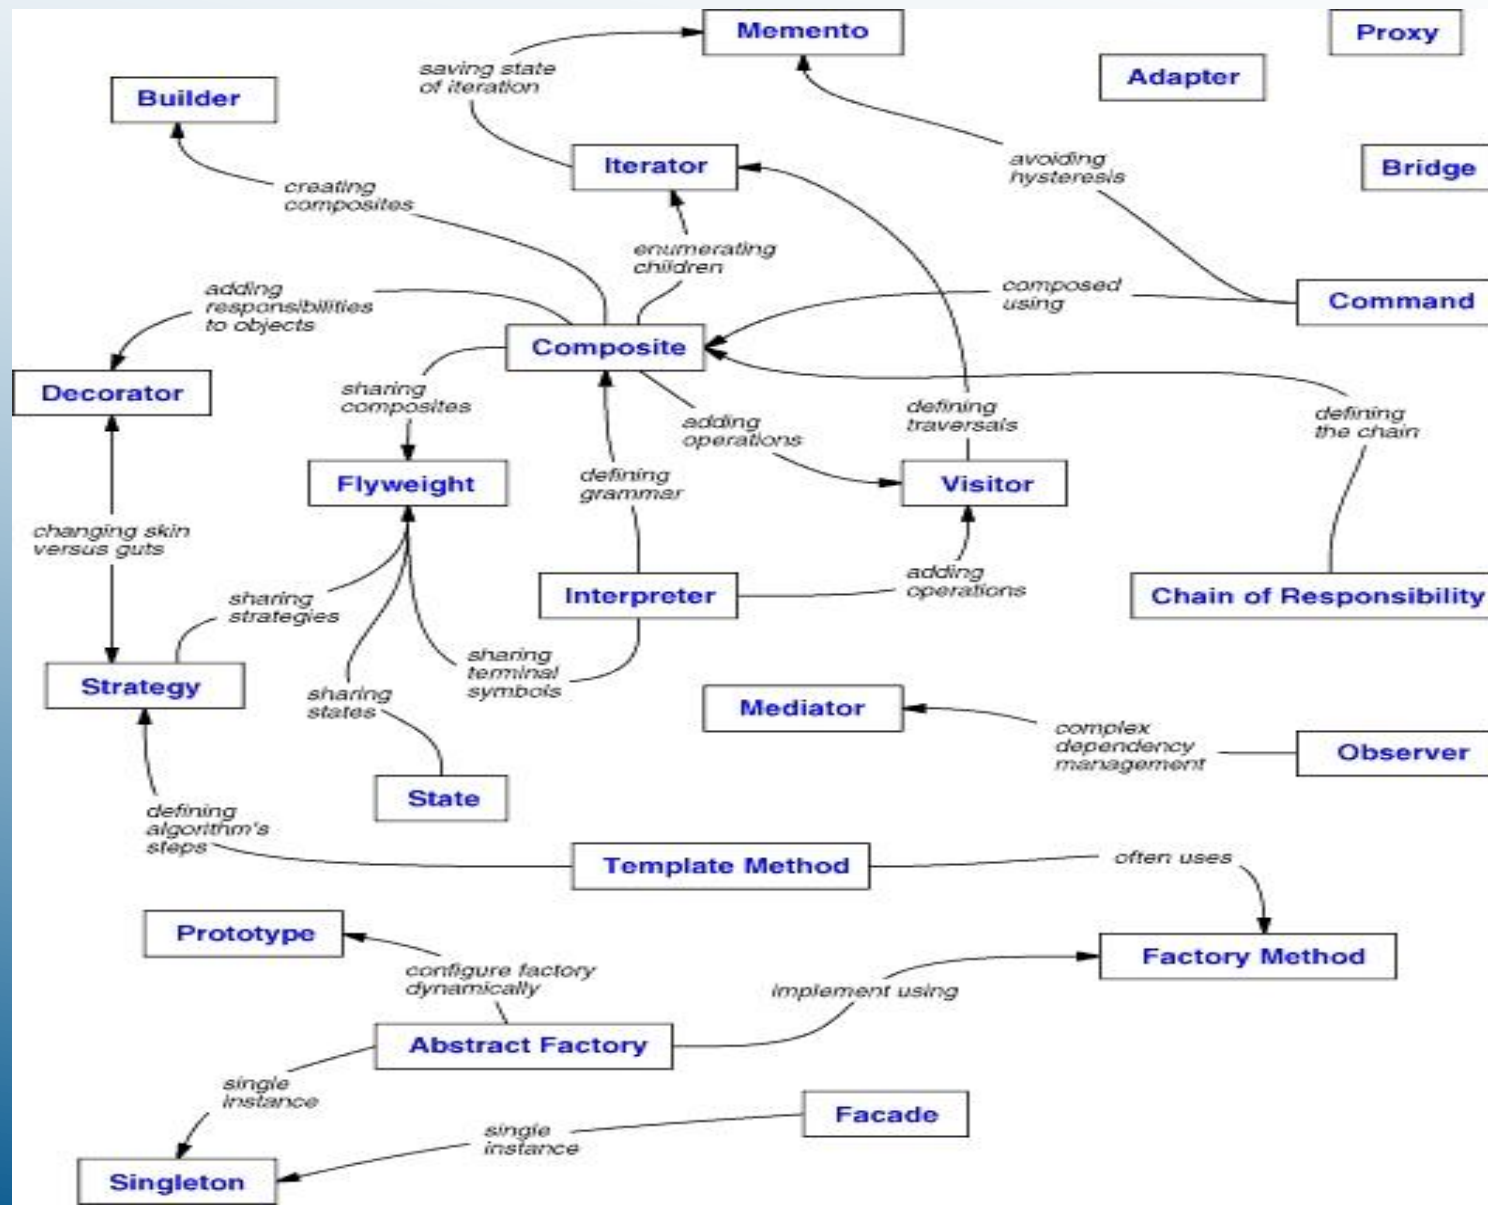 Memento
Proxy
saving state
of iteration
Adapter
Builder
avoiding
hysteresis
Iterator
Bridge
creating
composites
enumerating
children
adding
responsibilities
to objects
composed
using
Command
Composite
Decorator
sharing
composites
adding
operations
defining
traversals
defining
the chain
Flyweight
defining
grammar
Visitor
changing skin
versus guts
sharing
strategies
Interpreter
adding
operations
Chain of Responsibility
Strategy
sharing
terminal
symbols
sharing
states
Mediator
complex
dependency
management
Observer
State
defining
algorithm's
steps
Template Method
often uses
Prototype
Factory Method
configure factory
dynamically
implement using
Abstract Factory
single
instance
Facade
single
instance
Singleton